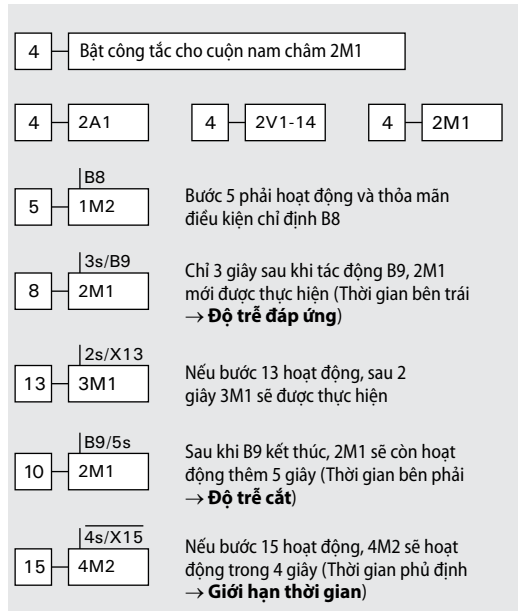 4 Bật công tắc cho cuộn nam châm 2M1
4 2A1 4 2V1-14 4 2M1
B8
5 1M2
Bước 5 phải hoạt động và thỏa mãn
điều kiện chỉ định B8
3s/B9
8 2M1
Chỉ 3 giây sau khi tác động B9, 2M1
mới được thực hiện (Thời gian bên trái
→ Độ trễ đáp ứng)
2s/X13
13 3M1
Nếu bước 13 hoạt động, sau 2
giây 3M1 sẽ được thực hiện
B9/5s
10 2M1
Sau khi B9 kết thúc, 2M1 sẽ còn hoạt
động thêm 5 giây (Thời gian bên phải
→ Độ trễ cắt)
4s/X15
15 4M2
Nếu bước 15 hoạt động, 4M2 sẽ hoạt
động trong 4 giây (Thời gian phủ định
→ Giới hạn thời gian)